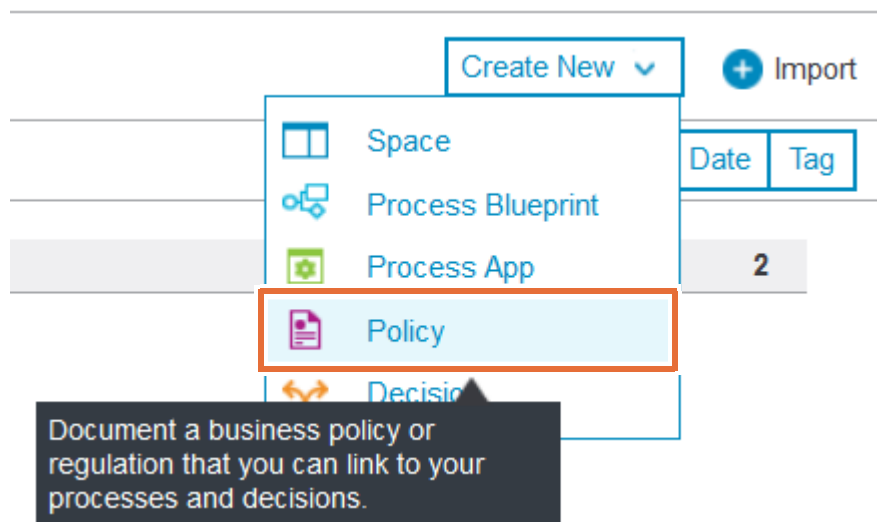 Create New
Import
Space
Date
Tag
Process Blueprint
Process App
2
Policy
Document a business policy or
regulation that you can link to your
processes and decisions.